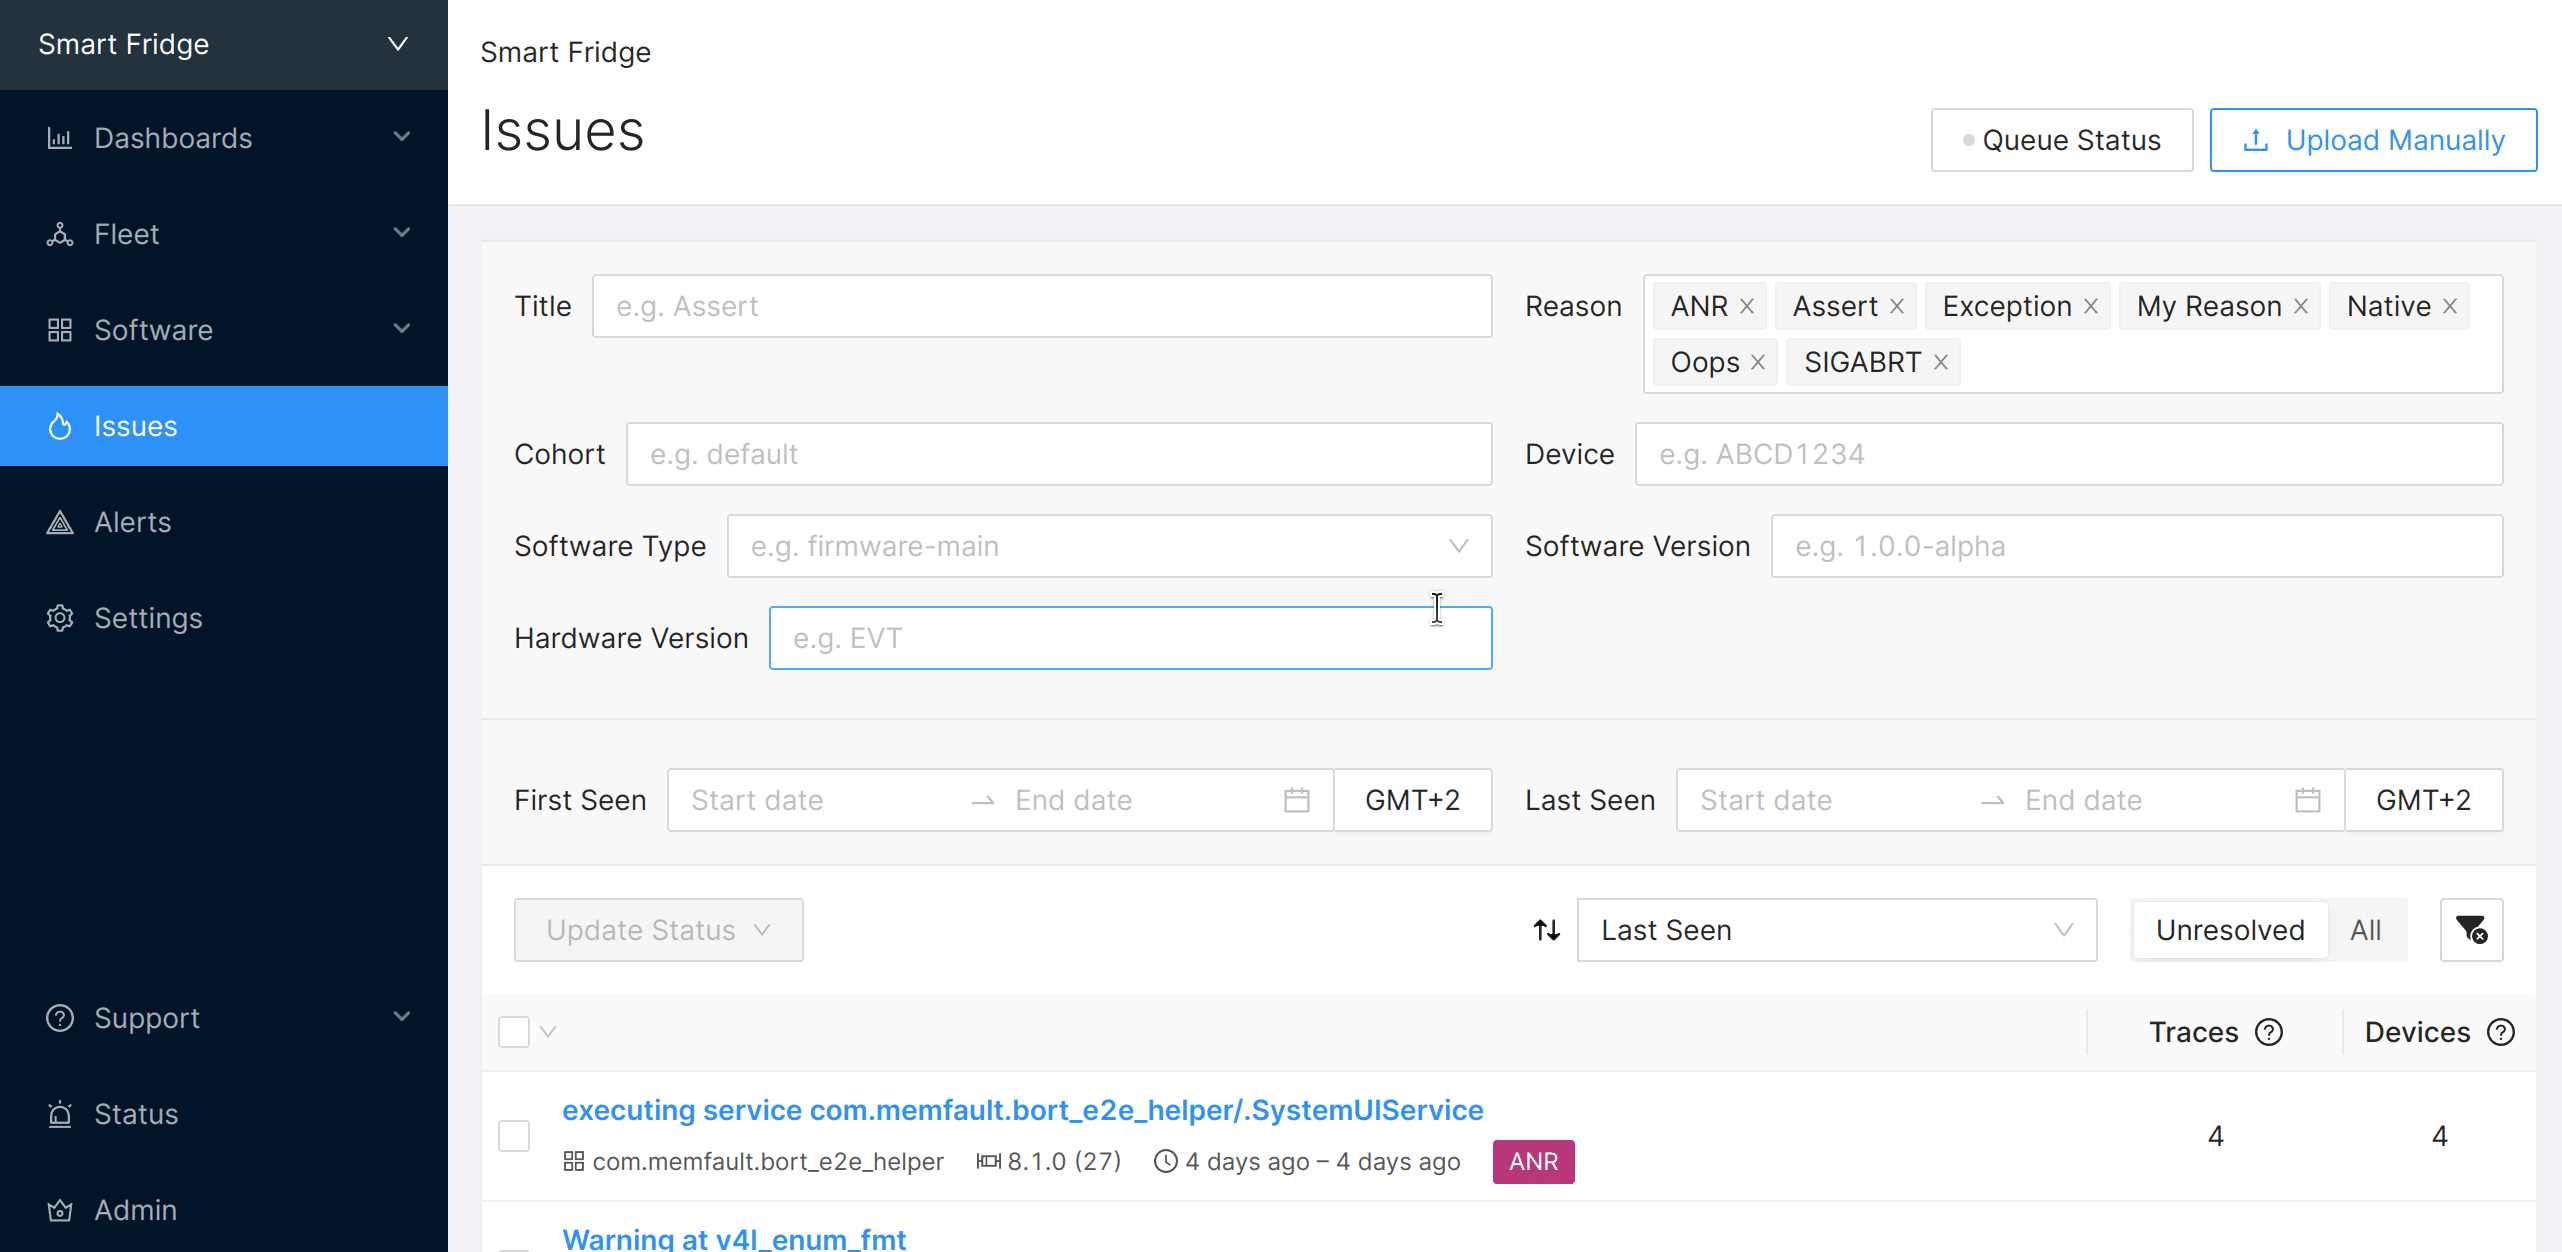 Smart Fridge
Dashboards
Fleet
Software
Issues
Alerts
Settings
Support
Status
Admin
Smart Fridge
Issues
Queue Status
Upload Manually
Title
e.g. Assert
Reason
ANR
Assert
Exception
My Reason
Native
Oops
SIGABRT
Cohort
e.g. default
Device
e.g. ABCD1234
Software Type
e.g. firmware-main
Software Version
e.g. 1.0.0-alpha
Hardware Version
e.g. EVT
First Seen
Start date
End date
GMT+2
Last Seen
Start date
End date
GMT+2
Update Status
Last Seen
Unresolved
All
Traces
Devices
executing service com.memfault.bort_e2e_helper/.SystemUIService
com.memfault.bort_e2e_helper 8.1.0 (27) 4 days ago – 4 days ago ANR
4
4
Warning at v4l_enum_fmt